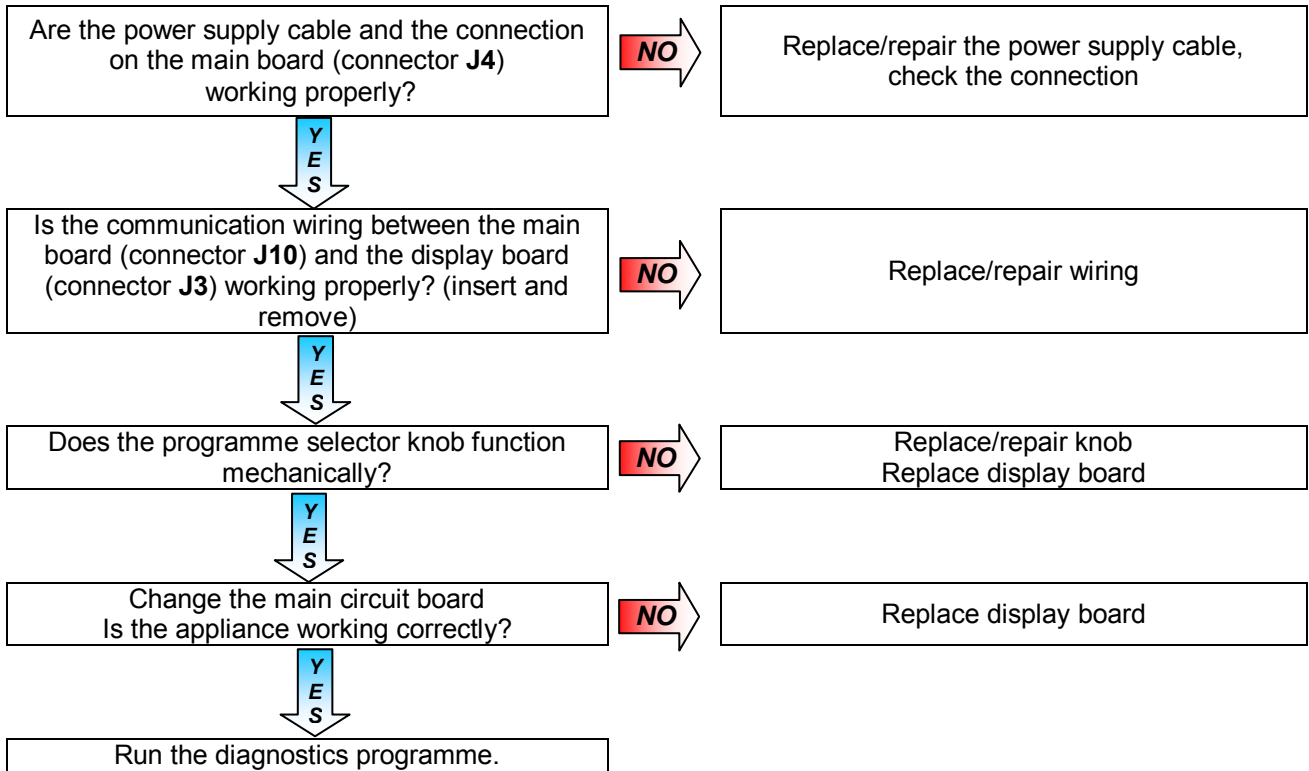 Are the power supply cable and the connection
on the main board (connector J4)
working properly?
NO
Replace/repair the power supply cable,
check the connection
Y
E
S
Is the communication wiring between the main
board (connector J10) and the display board
(connector J3) working properly? (insert and
remove)
NO
Replace/repair wiring
Y
E
S
Does the programme selector knob function
mechanically?
NO
Replace/repair knob
Replace display board
Y
E
S
Change the main circuit board
Is the appliance working correctly?
NO
Replace display board
Y
E
S
Run the diagnostics programme.